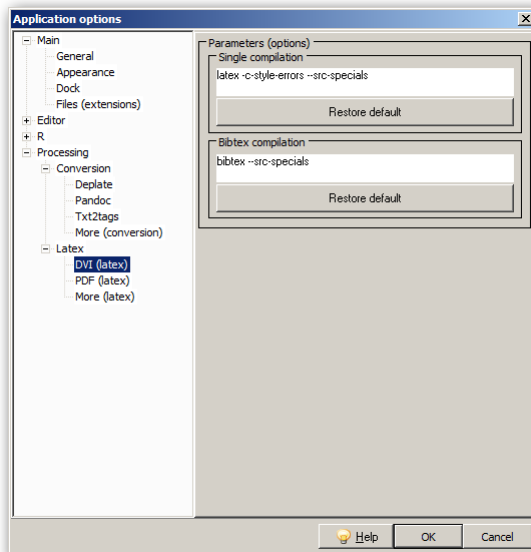 Application options
Main
General
Appearance
Dock
Files (extensions)
Editor
R
Processing
Conversion
Deplate
Pandoc
Txt2tags
More (conversion)
Latex
DVI (latex)
PDF (latex)
More (latex)
Parameters (options)
Single compilation
latex -c-style-errors --src-specials
Restore default
Bibtex compilation
bibtex --src-specials
Restore default
Help
OK
Cancel